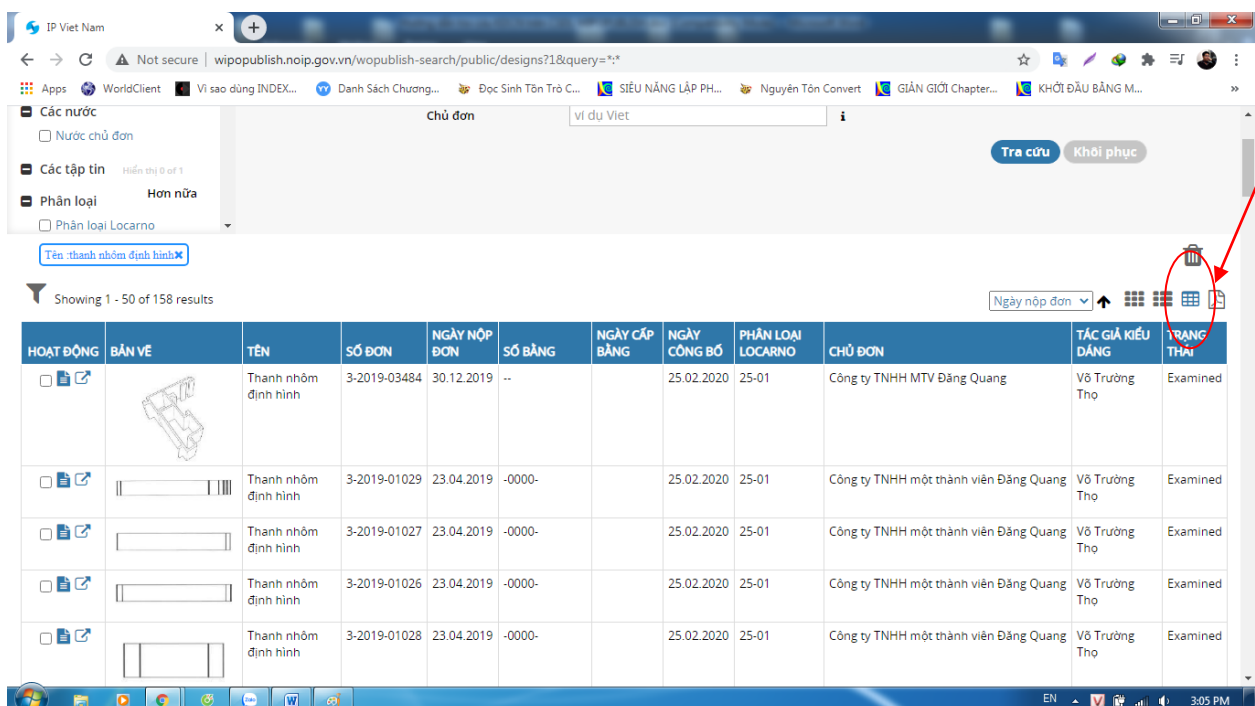 IP Viet Nam
Not secure | wipopublish.noip.gov.vn/wopublish-search/public/designs?1&query=*:*
Apps WorldClient Vì sao dùng INDEX... Danh Sách Chương... Đọc Sinh Tồn Trò C... SIÊU NĂNG LẬP PH... Nguyên Tôn Convert GIẢN GIỚI Chapter... KHỞI ĐẦU BẰNG M... »
Các nước
Nước chủ đơn
Các tập tin Hiển thị 0 of 1
Hơn nữa
Phân loại
Phân loại Locarno
Chủ đơn ví dụ Viet i
Tra cứu Khôi phục
Tên :thanh nhôm định hình
Showing 1 - 50 of 158 results
Ngày nộp đơn
HOẠT ĐỘNG BẢN VẼ TÊN SỐ ĐƠN NGÀY NỘP ĐƠN SỐ BẰNG NGÀY CẤP BẰNG NGÀY CÔNG BỐ PHÂN LOẠI LOCARNO CHỦ ĐƠN TÁC GIẢ KIỂU DÁNG TRẠNG THÁI
Thanh nhôm 3-2019-03484 30.12.2019 -- 25.02.2020 25-01 Công ty TNHH MTV Đăng Quang Võ Trường Examined
định hình Thọ
Thanh nhôm 3-2019-01029 23.04.2019 -0000- 25.02.2020 25-01 Công ty TNHH một thành viên Đăng Quang Võ Trường Examined
định hình Thọ
Thanh nhôm 3-2019-01027 23.04.2019 -0000- 25.02.2020 25-01 Công ty TNHH một thành viên Đăng Quang Võ Trường Examined
định hình Thọ
Thanh nhôm 3-2019-01026 23.04.2019 -0000- 25.02.2020 25-01 Công ty TNHH một thành viên Đăng Quang Võ Trường Examined
định hình Thọ
Thanh nhôm 3-2019-01028 23.04.2019 -0000- 25.02.2020 25-01 Công ty TNHH một thành viên Đăng Quang Võ Trường Examined
định hình Thọ
EN 3:05 PM